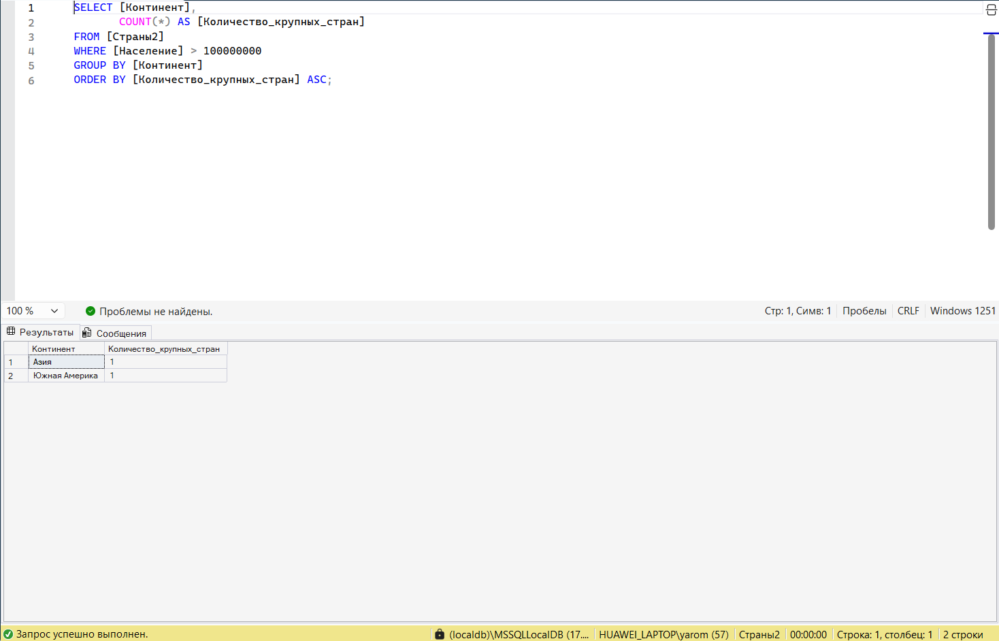 1 SELECT [Континент],
2 COUNT(*) AS [Количество_крупных_стран]
3 FROM [Страны2]
4 WHERE [Население] > 100000000
5 GROUP BY [Континент]
6 ORDER BY [Количество_крупных_стран] ASC;
100 % Проблемы не найдены. Стр: 1, Симв: 1 Пробелы CRLF Windows 1251
Результаты Сообщения
Континент Количество_крупных_стран
1 Азия 1
2 Южная Америка 1
Запрос успешно выполнен. (localdb)\MSSQLLocalDB (17.... HUAWEI_LAPTOP\yarom (57) Страны2 00:00:00 Строка: 1, столбец: 1 2 строки